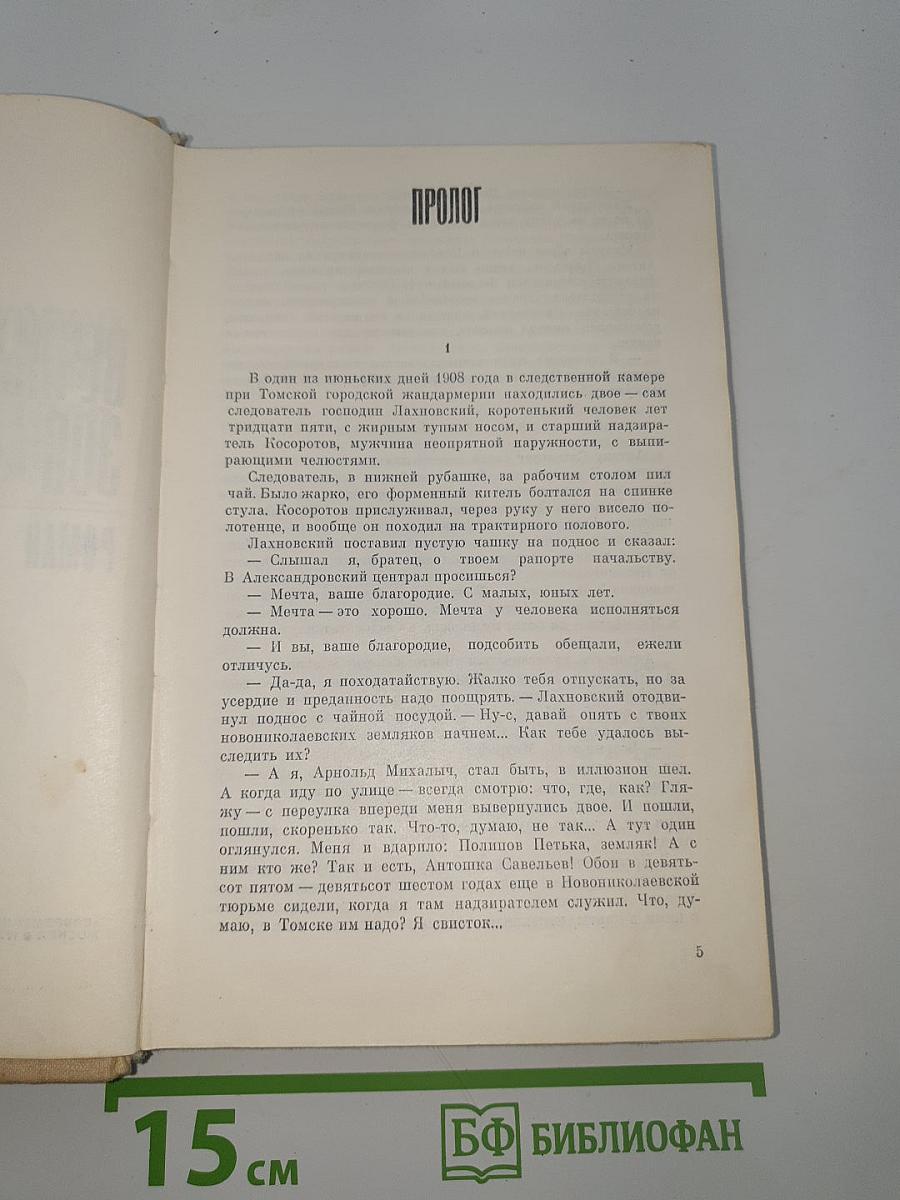 ПРОЛОГ
1
В один из июньских дней 1908 года в следственной камере
при Томской городской жандармерии находились двое — сам
следователь господин Лахновский, коротенький человек лет
тридцати пяти, с жирным тупым носом, и старший надзира-
тель Косоротов, мужчина неопрятной наружности, с выпи-
рающими челюстями.
Следователь, в нижней рубашке, за рабочим столом пил
чай. Было жарко, его форменный китель болтался на спинке
стула. Косоротов прислуживал, через руку у него висело по-
лотенце, и вообще он походил на трактирного полового.
Лахновский поставил пустую чашку на поднос и сказал:
— Слышал я, братец, о твоем рапорте начальству.
В Александровский централ просишься?
— Мечта, ваше благородие. С малых, юных лет.
— Мечта — это хорошо. Мечта у человека исполняться
должна.
— И вы, ваше благородие, подсобить обещали, ежели
отличусь.
— Да-да, я походатайствую. Жалко тебя отпускать, но за
усердие и преданность надо поощрять. — Лахновский отодви-
нул поднос с чайной посудой. — Ну-с, давай опять с твоих
новониколаевских земляков начнем... Как тебе удалось вы-
следить их?
— А я, Арнольд Михалыч, стал быть, в иллюзион шел.
А когда иду по улице — всегда смотрю: что, где, как? Гля-
жу — с переулка впереди меня вывернулись двое. И пошли,
пошли, скоренько так. Что-то, думаю, не так... А тут один
оглянулся. Меня и вдарило: Полипов Петька, земляк! А с
ним кто же? Так и есть, Антошка Савельев! Обои в девять-
сот пятом — девятьсот шестом годах еще в Новониколаевской
тюрьме сидели, когда я там надзирателем служил. Что, ду-
маю, в Томске им надо? Я свисток...
5
15 см
БФ БИБЛИОФАН